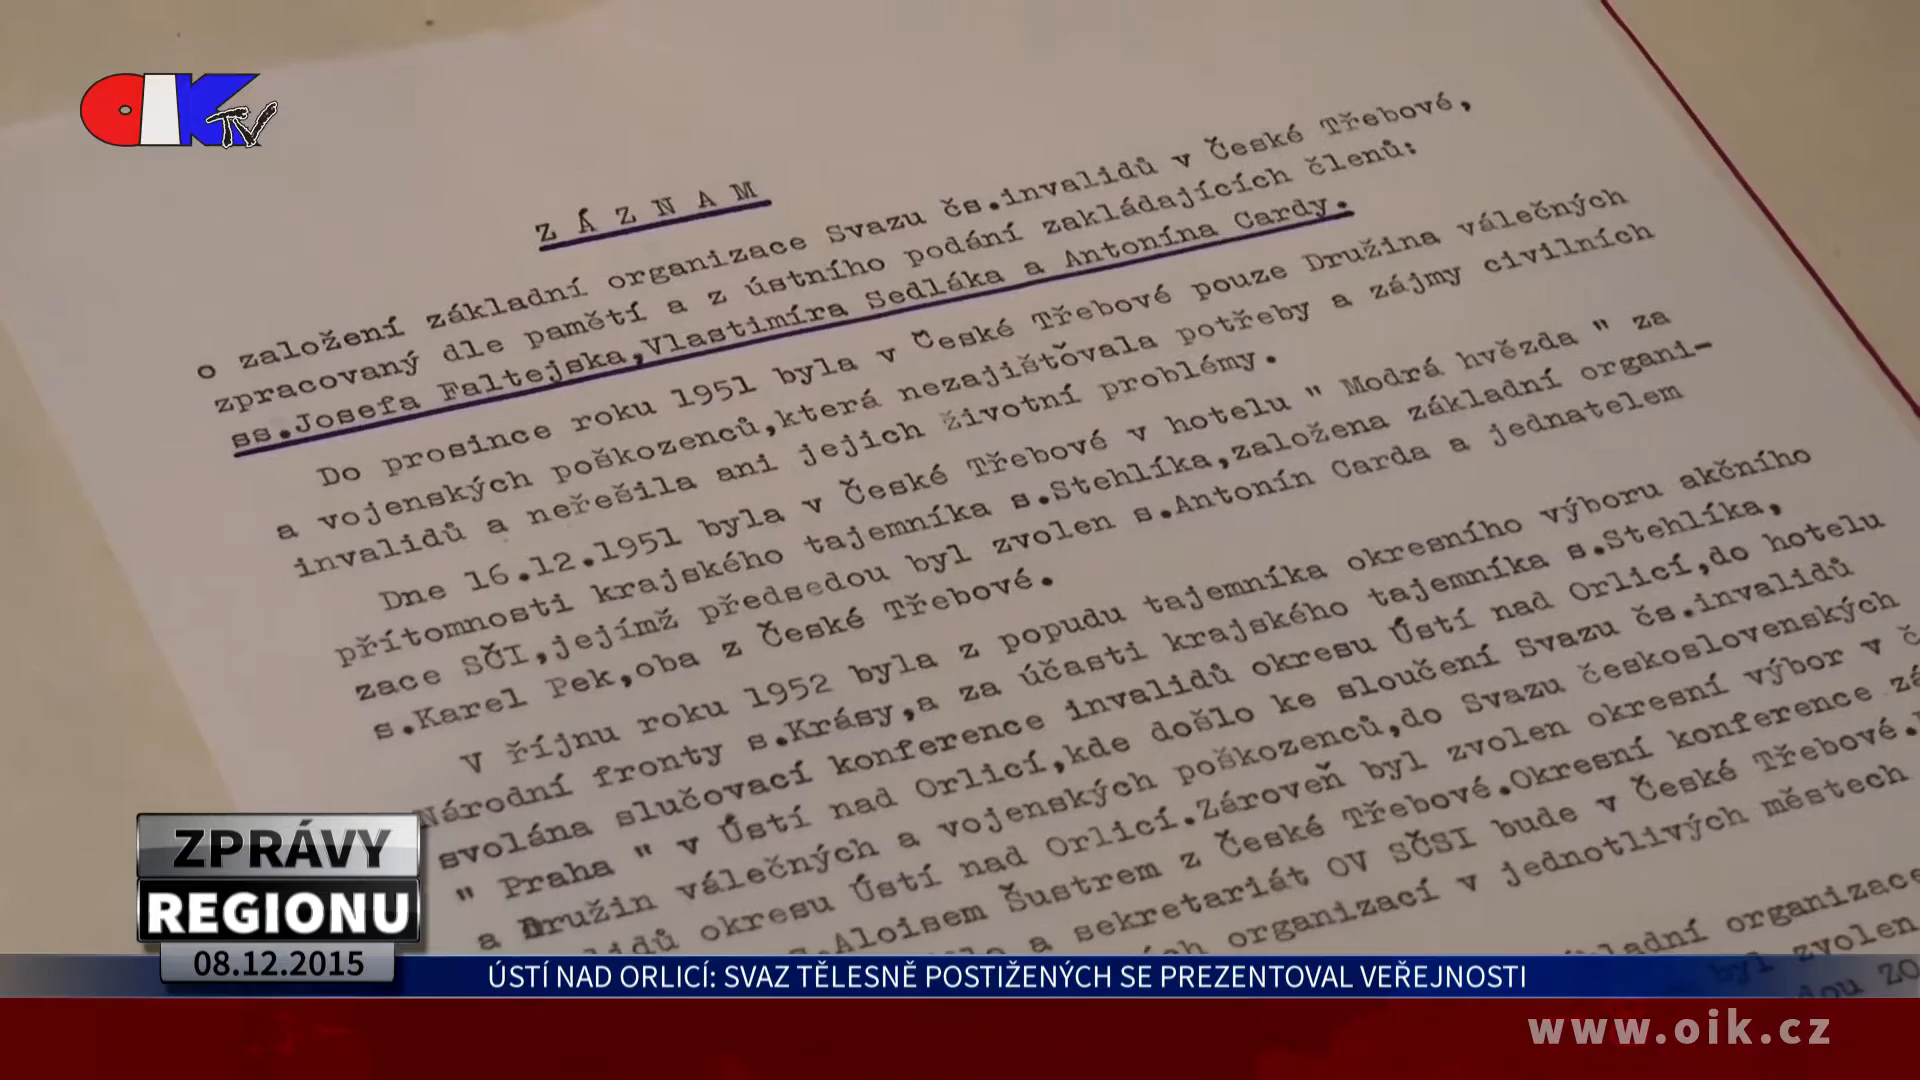 OIK TV
Z Á Z N A M
o založení základní organizace Svazu čs.invalidů v České Třebové,
zpracovaný dle pamětí a z ústního podání zakládajících členů:
ss.Josefa Faltejska,Vlastimíra Sedláka a Antonína Cardy.
Do prosince roku 1951 byla v České Třebové pouze Družina válečných
a vojenských poškozenců,která nezajišťovala potřeby a zájmy civilních
invalidů a neřešila ani jejich životní problémy.
Dne 16.12.1951 byla v České Třebové v hotelu " Modrá hvězda " za
přítomnosti krajského tajemníka s.Stehlíka,založena základní organi-
zace SČI,jejímž předsedou byl zvolen s.Antonín Carda a jednatelem
s.Karel Pek,oba z České Třebové.
V říjnu roku 1952 byla z popudu tajemníka okresního výboru akčního
Národní fronty s.Krásy,a za účasti krajského tajemníka s.Stehlíka,
svolána slučovací konference invalidů okresu Ústí nad Orlicí,do hotelu
" Praha " v Ústí nad Orlicí,kde došlo ke sloučení Svazu čs.invalidů
a Družin válečných a vojenských poškozenců,do Svazu československých
okresu Ústí nad Orlicí.Zároveň byl zvolen okresní výbor v
Aloisem Šustrem z České Třebové.Okresní konference
a sekretariát OV SČSI bude v České Třebové.
organizací v jednotlivých městech
organizace
byl zvolen
ZPRÁVY
REGIONU
08.12.2015
ÚSTÍ NAD ORLICÍ: SVAZ TĚLESNĚ POSTIŽENÝCH SE PREZENTOVAL VEŘEJNOSTI
www.oik.cz